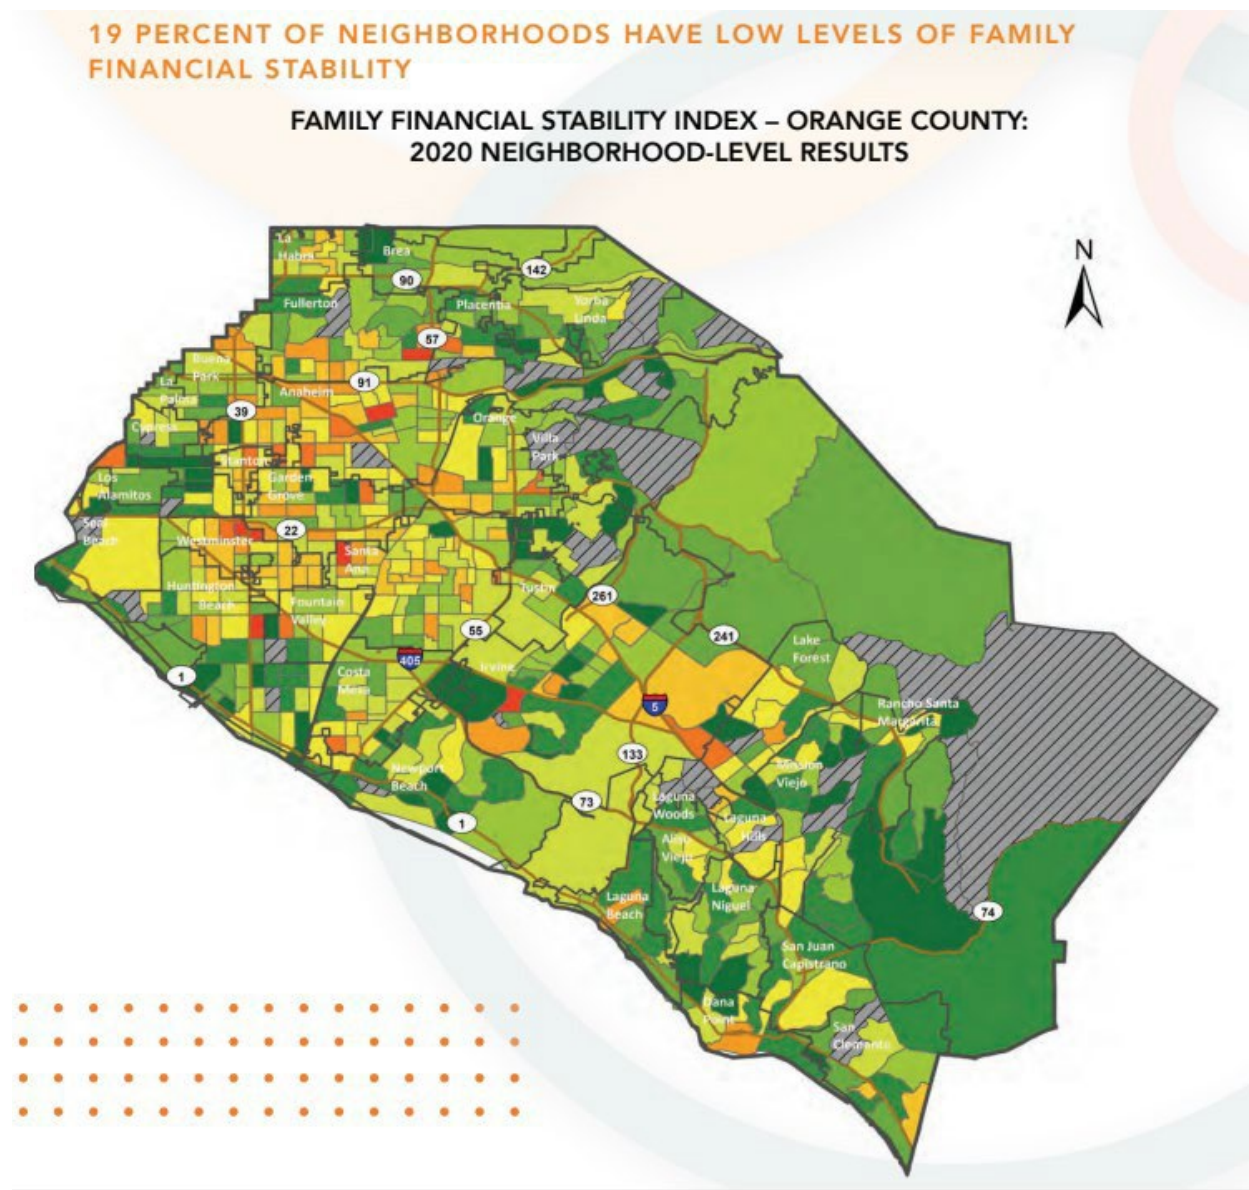 19 PERCENT OF NEIGHBORHOODS HAVE LOW LEVELS OF FAMILY
FINANCIAL STABILITY
FAMILY FINANCIAL STABILITY INDEX – ORANGE COUNTY:
2020 NEIGHBORHOOD-LEVEL RESULTS
N
La
Habra
Brea
90
142
Fullerton
Placentia
Yorba
Linda
57
Buena
Park
La
Palma
91
Anaheim
39
Cypress
Orange
Villa
Park
Stanton
Los
Alamitos
Garden
Grove
Seal
Beach
22
Westminster
Santa
Ana
Huntington
Beach
Fountain
Valley
Tustin
261
55
241
Lake
Forest
405
Irvine
1
Costa
Mesa
5
Rancho Santa
Margarita
133
Newport
Beach
Mission
Viejo
73
Laguna
Woods
1
Laguna
Hills
Aliso
Viejo
Laguna
Beach
Laguna
Niguel
74
San Juan
Capistrano
Dana
Point
San
Clemente